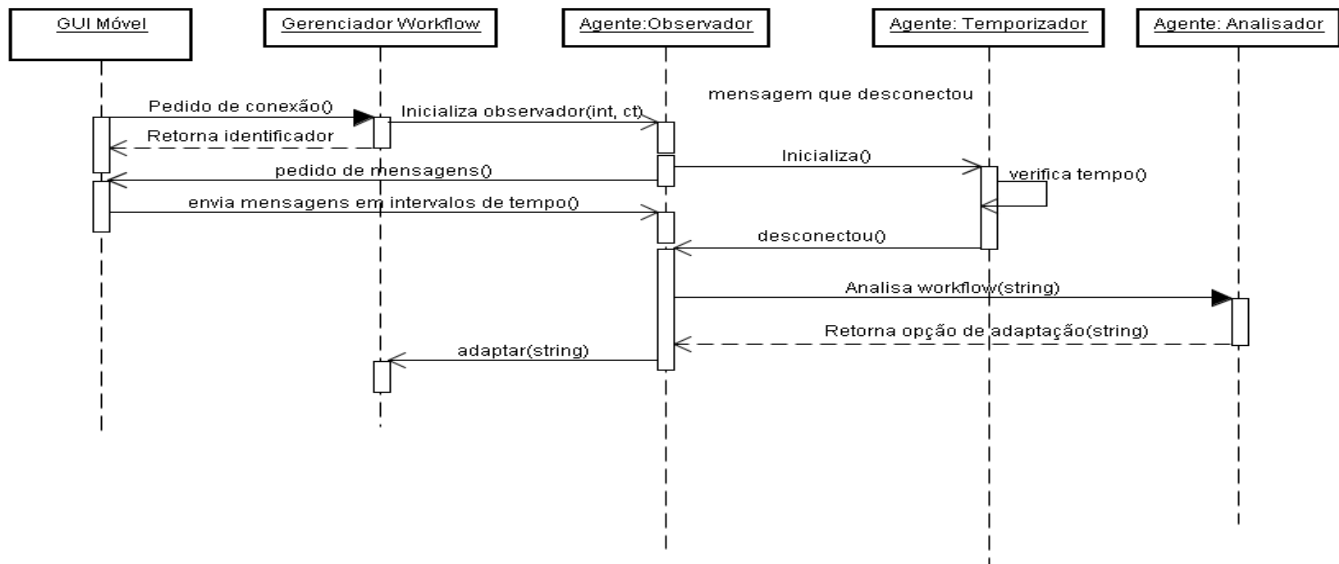 GUI Móvel
Gerenciador Workflow
Agente:Observador
Agente: Temporizador
Agente: Analisador
mensagem que desconectou
Pedido de conexão()
Inicializa observador(int, ct)
Retorna identificador
Inicializa()
pedido de mensagens()
verifica tempo()
envia mensagens em intervalos de tempo()
desconectou()
Analisa workflow(string)
Retorna opção de adaptação(string)
adaptar(string)